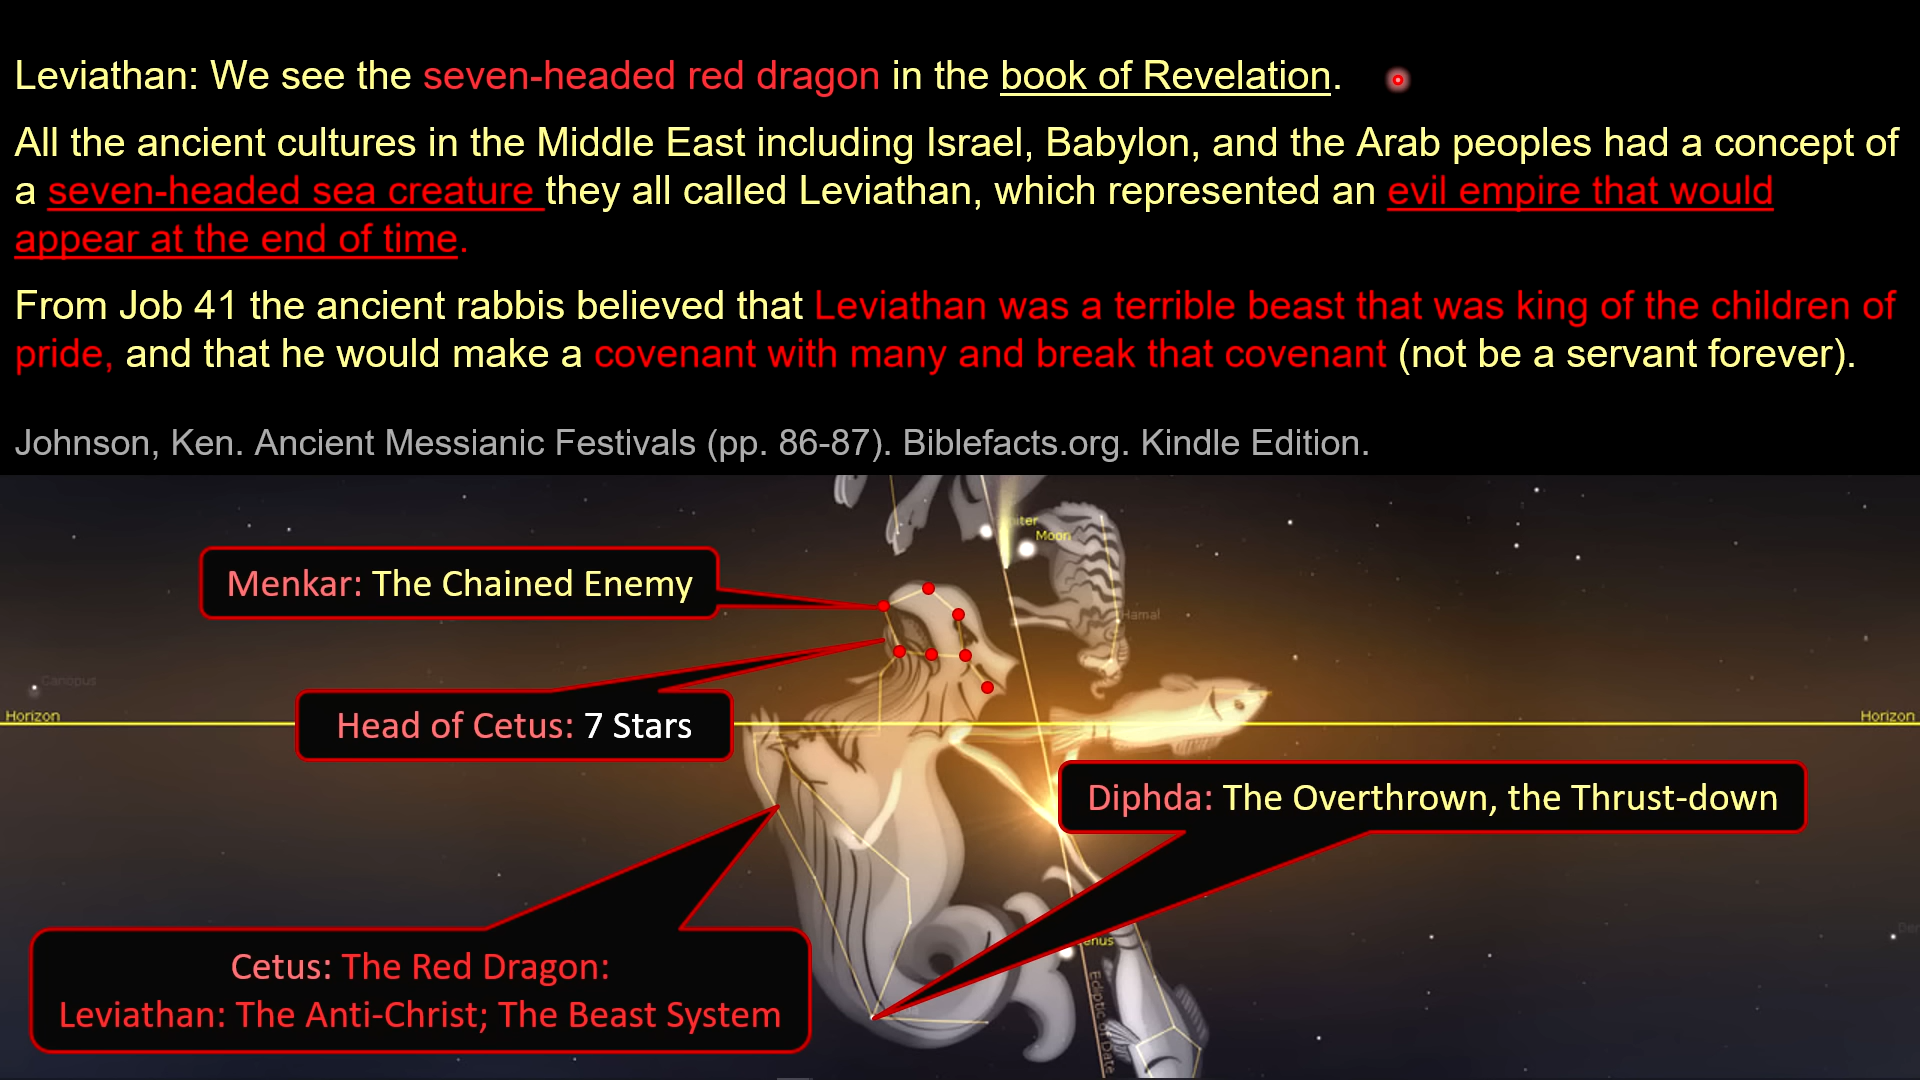 Leviathan: We see the seven-headed red dragon in the book of Revelation.
All the ancient cultures in the Middle East including Israel, Babylon, and the Arab peoples had a concept of
a seven-headed sea creature they all called Leviathan, which represented an evil empire that would
appear at the end of time.
From Job 41 the ancient rabbis believed that Leviathan was a terrible beast that was king of the children of
pride, and that he would make a covenant with many and break that covenant (not be a servant forever).
Johnson, Ken. Ancient Messianic Festivals (pp. 86-87). Biblefacts.org. Kindle Edition.
Moon
Menkar: The Chained Enemy
Hamal
Canopus
Horizon
Horizon
Head of Cetus: 7 Stars
Diphda: The Overthrown, the Thrust-down
Cetus: The Red Dragon:
Leviathan: The Anti-Christ; The Beast System
Ecliptic of Date